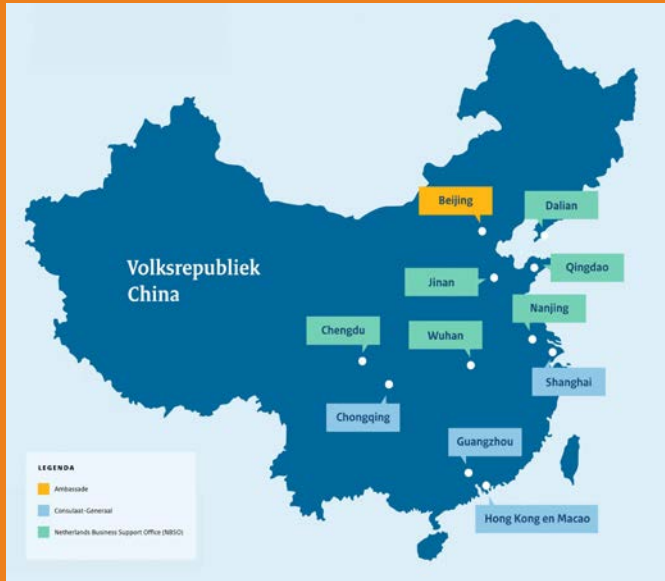 Beijing
Dalian
Volksrepubliek
China
Qingdao
Jinan
Nanjing
Chengdu
Wuhan
Shanghai
Chongqing
Guangzhou
Hong Kong en Macao
LEGENDA
Ambassade
Consulaat-Generaal
Netherlands Business Support Office (NBSO)